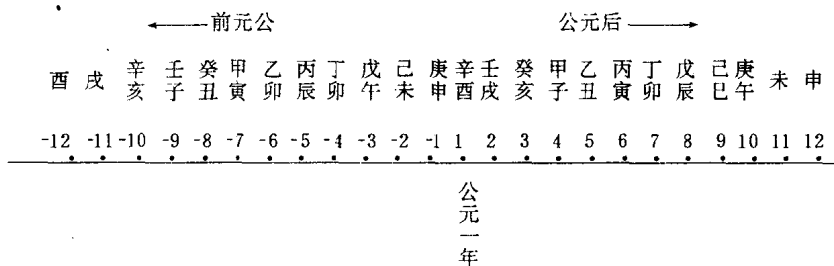 ←——前元公 公元后——→
酉 戌 辛亥 壬子 癸丑 甲寅 乙卯 丙辰 丁卯 戊午 己未 庚申 辛酉 壬戌 癸亥 甲子 乙丑 丙寅 丁卯 戊辰 己巳 庚午 未 申
-12 -11 -10 -9 -8 -7 -6 -5 -4 -3 -2 -1 1 2 3 4 5 6 7 8 9 10 11 12
公元一年